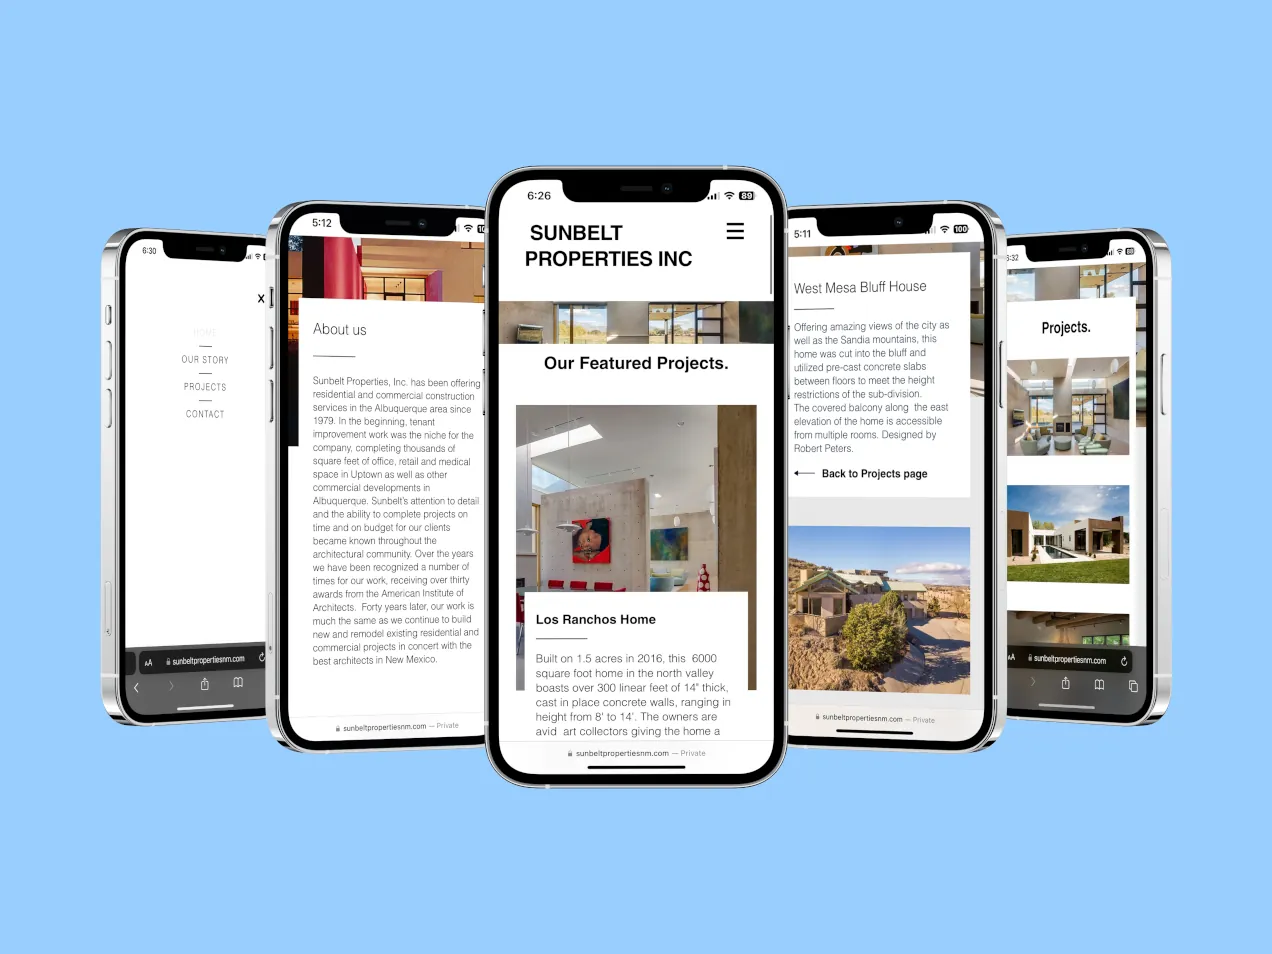 6:30
X
HOME
OUR STORY
PROJECTS
CONTACT
AA sunbeltpropertiesnm.com
5:12
About us
Sunbelt Properties, Inc. has been offering
residential and commercial construction
services in the Albuquerque area since
1979. In the beginning, tenant
improvement work was the niche for the
company, completing thousands of
square feet of office, retail and medical
space in Uptown as well as other
commercial developments in
Albuquerque. Sunbelt's attention to detail
and the ability to complete projects on
time and on budget for our clients
became known throughout the
architectural community. Over the years
we have been recognized a number of
times for our work, receiving over thirty
awards from the American Institute of
Architects. Forty years later, our work is
much the same as we continue to build
new and remodel existing residential and
commercial projects in concert with the
best architects in New Mexico.
sunbeltpropertiesnm.com — Private
6:26 89
SUNBELT
PROPERTIES INC
Our Featured Projects.
Los Ranchos Home
Built on 1.5 acres in 2016, this 6000
square foot home in the north valley
boasts over 300 linear feet of 14" thick,
cast in place concrete walls, ranging in
height from 8' to 14'. The owners are
avid art collectors giving the home a
sunbeltpropertiesnm.com — Private
5:11 100
West Mesa Bluff House
Offering amazing views of the city as
well as the Sandia mountains, this
home was cut into the bluff and
utilized pre-cast concrete slabs
between floors to meet the height
restrictions of the sub-division.
The covered balcony along the east
elevation of the home is accessible
from multiple rooms. Designed by
Robert Peters.
Back to Projects page
sunbeltpropertiesnm.com — Private
:32
Projects.
AA sunbeltpropertiesnm.com